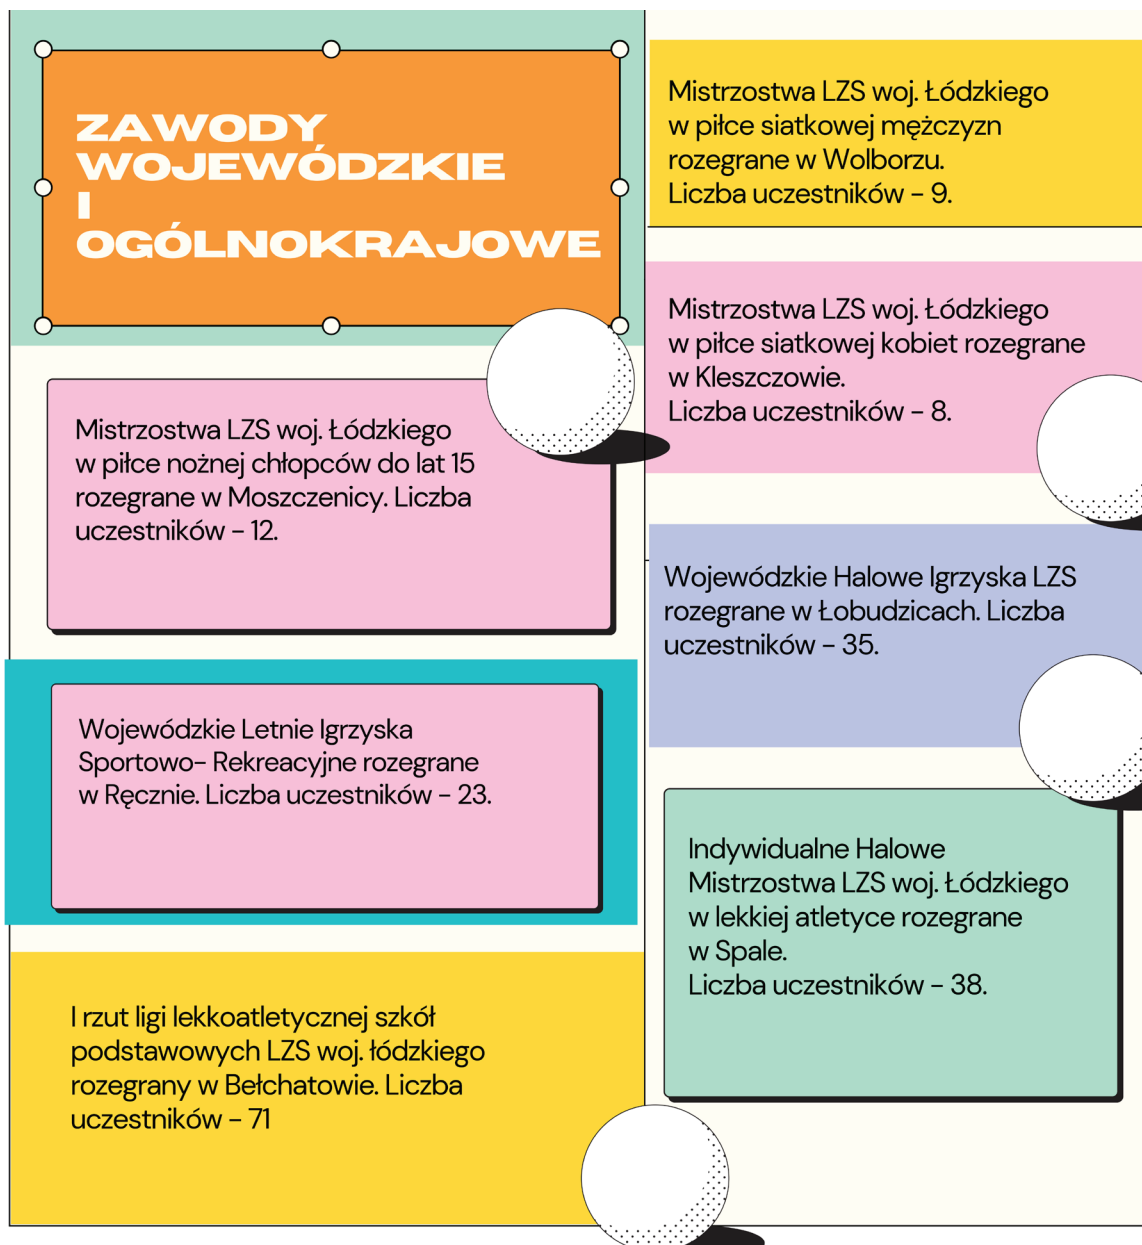 ZAWODY
WOJEWÓDZKIE
I
OGÓLNOKRAJOWE
Mistrzostwa LZS woj. Łódzkiego
w piłce nożnej chłopców do lat 15
rozegrane w Moszczenicy. Liczba
uczestników – 12.
Wojewódzkie Letnie Igrzyska
Sportowo– Rekreacyjne rozegrane
w Ręcznie. Liczba uczestników – 23.
I rzut ligi lekkoatletycznej szkół
podstawowych LZS woj. łódzkiego
rozegrany w Bełchatowie. Liczba
uczestników – 71
Mistrzostwa LZS woj. Łódzkiego
w piłce siatkowej mężczyzn
rozegrane w Wolborzu.
Liczba uczestników – 9.
Mistrzostwa LZS woj. Łódzkiego
w piłce siatkowej kobiet rozegrane
w Kleszczowie.
Liczba uczestników – 8.
Wojewódzkie Halowe Igrzyska LZS
rozegrane w Łobudzicach. Liczba
uczestników – 35.
Indywidualne Halowe
Mistrzostwa LZS woj. Łódzkiego
w lekkiej atletyce rozegrane
w Spale.
Liczba uczestników – 38.